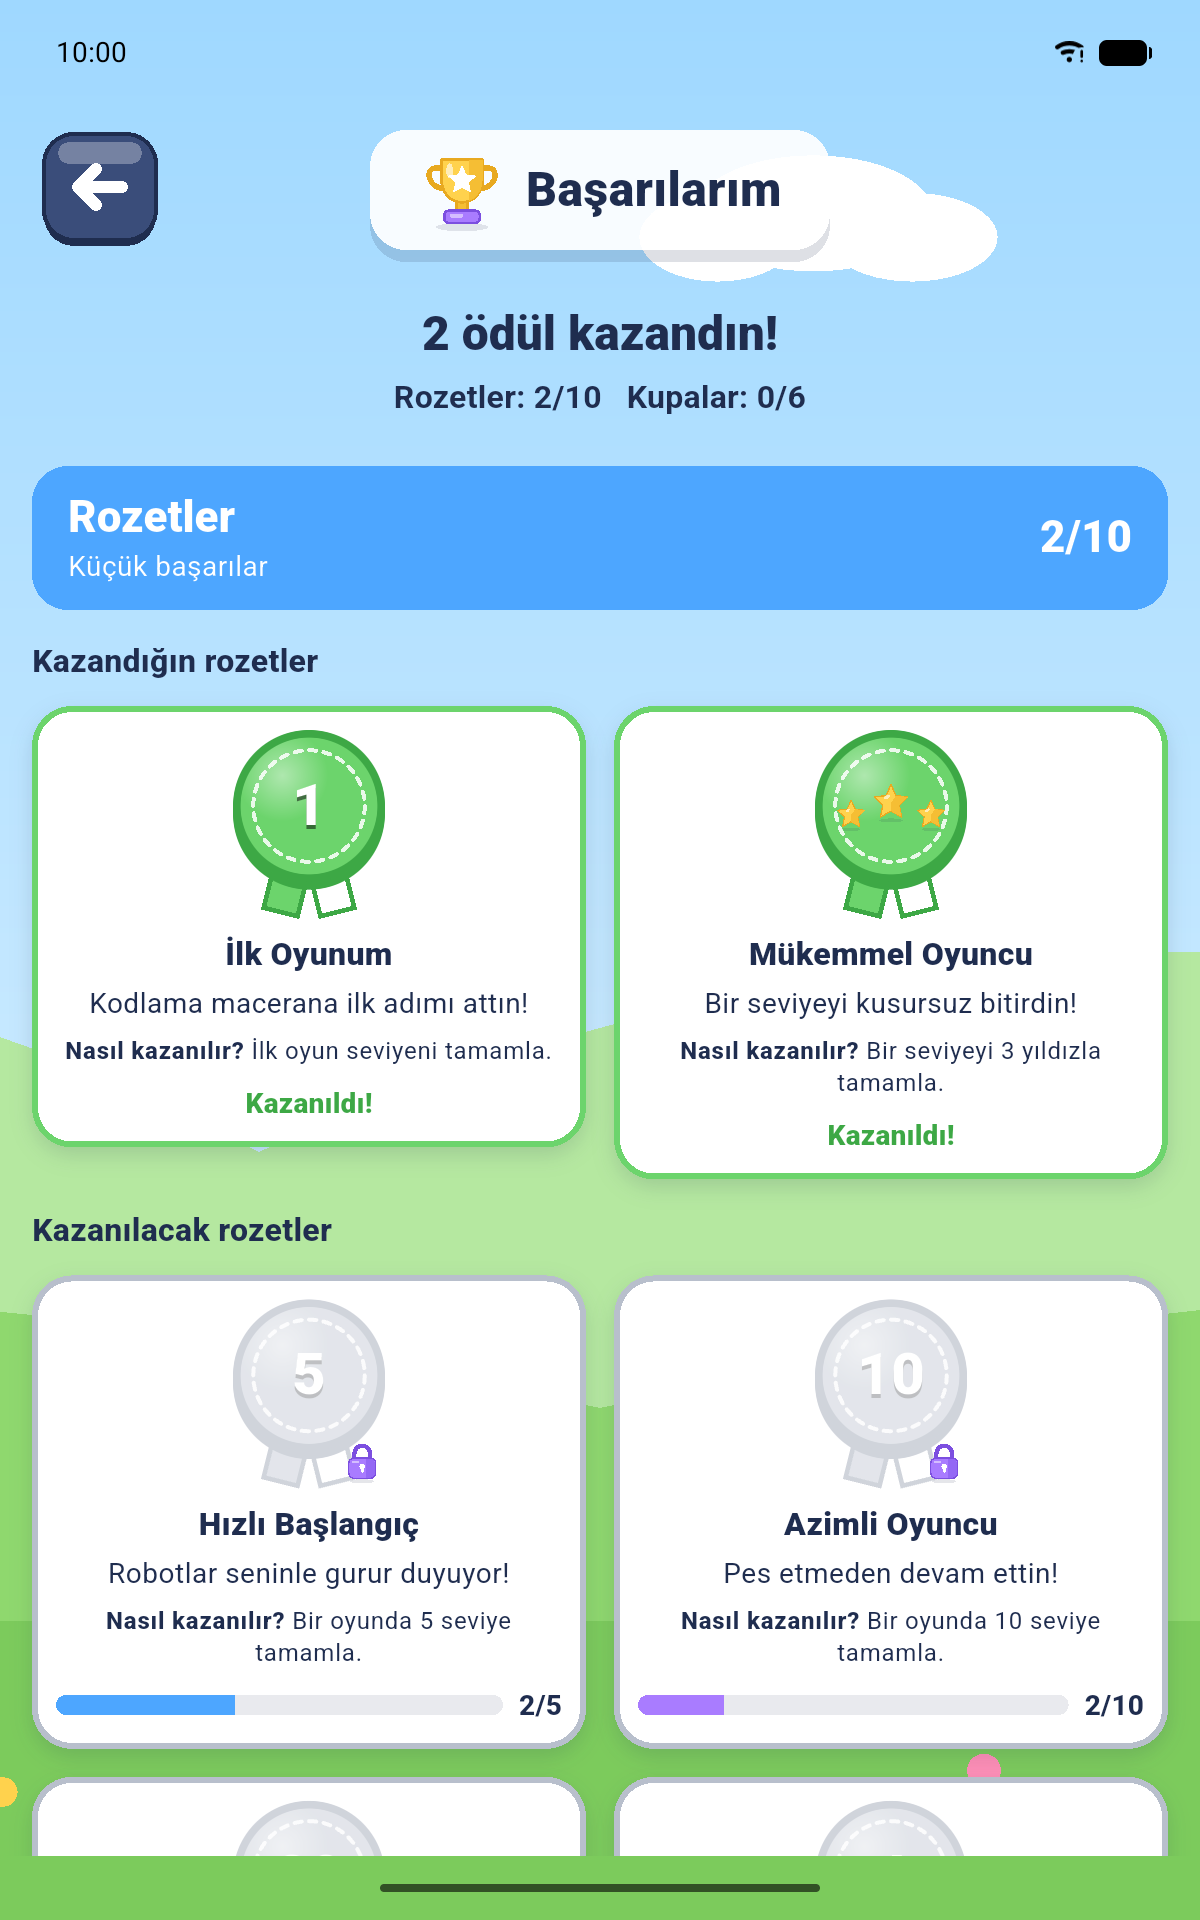 10:00
Başarılarım
2 ödül kazandın!
Rozetler: 2/10 Kupalar: 0/6
Rozetler
Küçük başarılar
2/10
Kazandığın rozetler
1
İlk Oyunum
Kodlama macerana ilk adımı attın!
Nasıl kazanılır? İlk oyun seviyeni tamamla.
Kazanıldı!
Mükemmel Oyuncu
Bir seviyeyi kusursuz bitirdin!
Nasıl kazanılır? Bir seviyeyi 3 yıldızla
tamamla.
Kazanıldı!
Kazanılacak rozetler
5
Hızlı Başlangıç
Robotlar seninle gurur duyuyor!
Nasıl kazanılır? Bir oyunda 5 seviye
tamamla.
2/5
10
Azimli Oyuncu
Pes etmeden devam ettin!
Nasıl kazanılır? Bir oyunda 10 seviye
tamamla.
2/10